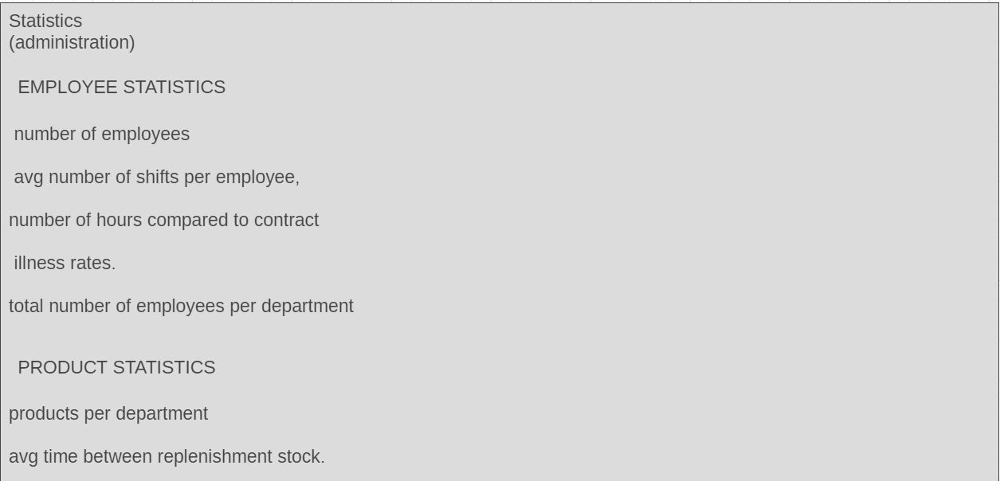 Statistics
(administration)
EMPLOYEE STATISTICS
number of employees
avg number of shifts per employee,
number of hours compared to contract
illness rates.
total number of employees per department
PRODUCT STATISTICS
products per department
avg time between replenishment stock.